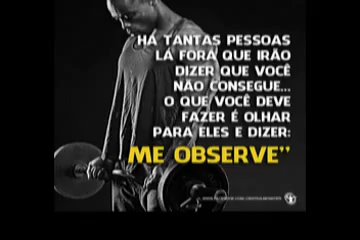 HÁ TANTAS PESSOAS
LÁ FORA QUE IRÃO
DIZER QUE VOCÊ
NÃO CONSEGUE...
O QUE VOCÊ DEVE
FAZER É OLHAR
PARA ELES E DIZER:
ME OBSERVE"